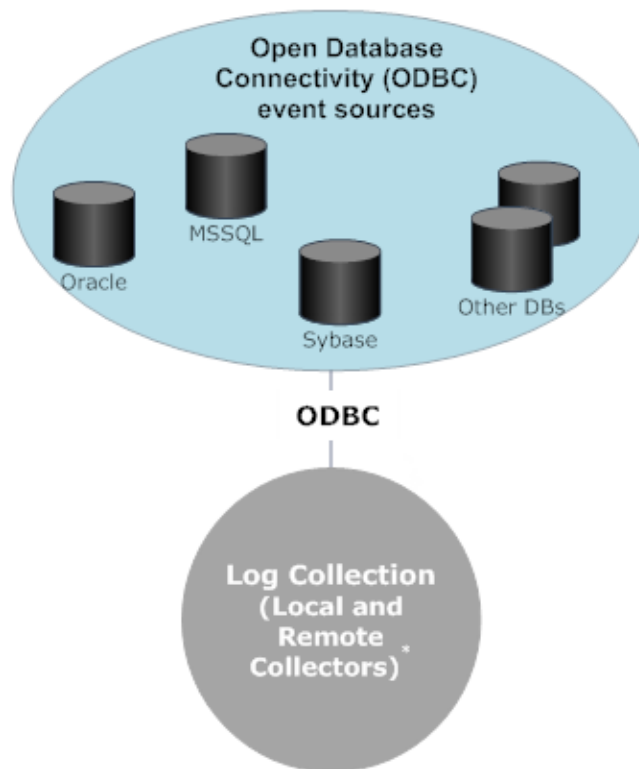 Open Database
Connectivity (ODBC)
event sources
MSSQL
Oracle
Other DBs
Sybase
ODBC
Log Collection
(Local and
Remote
Collectors)*